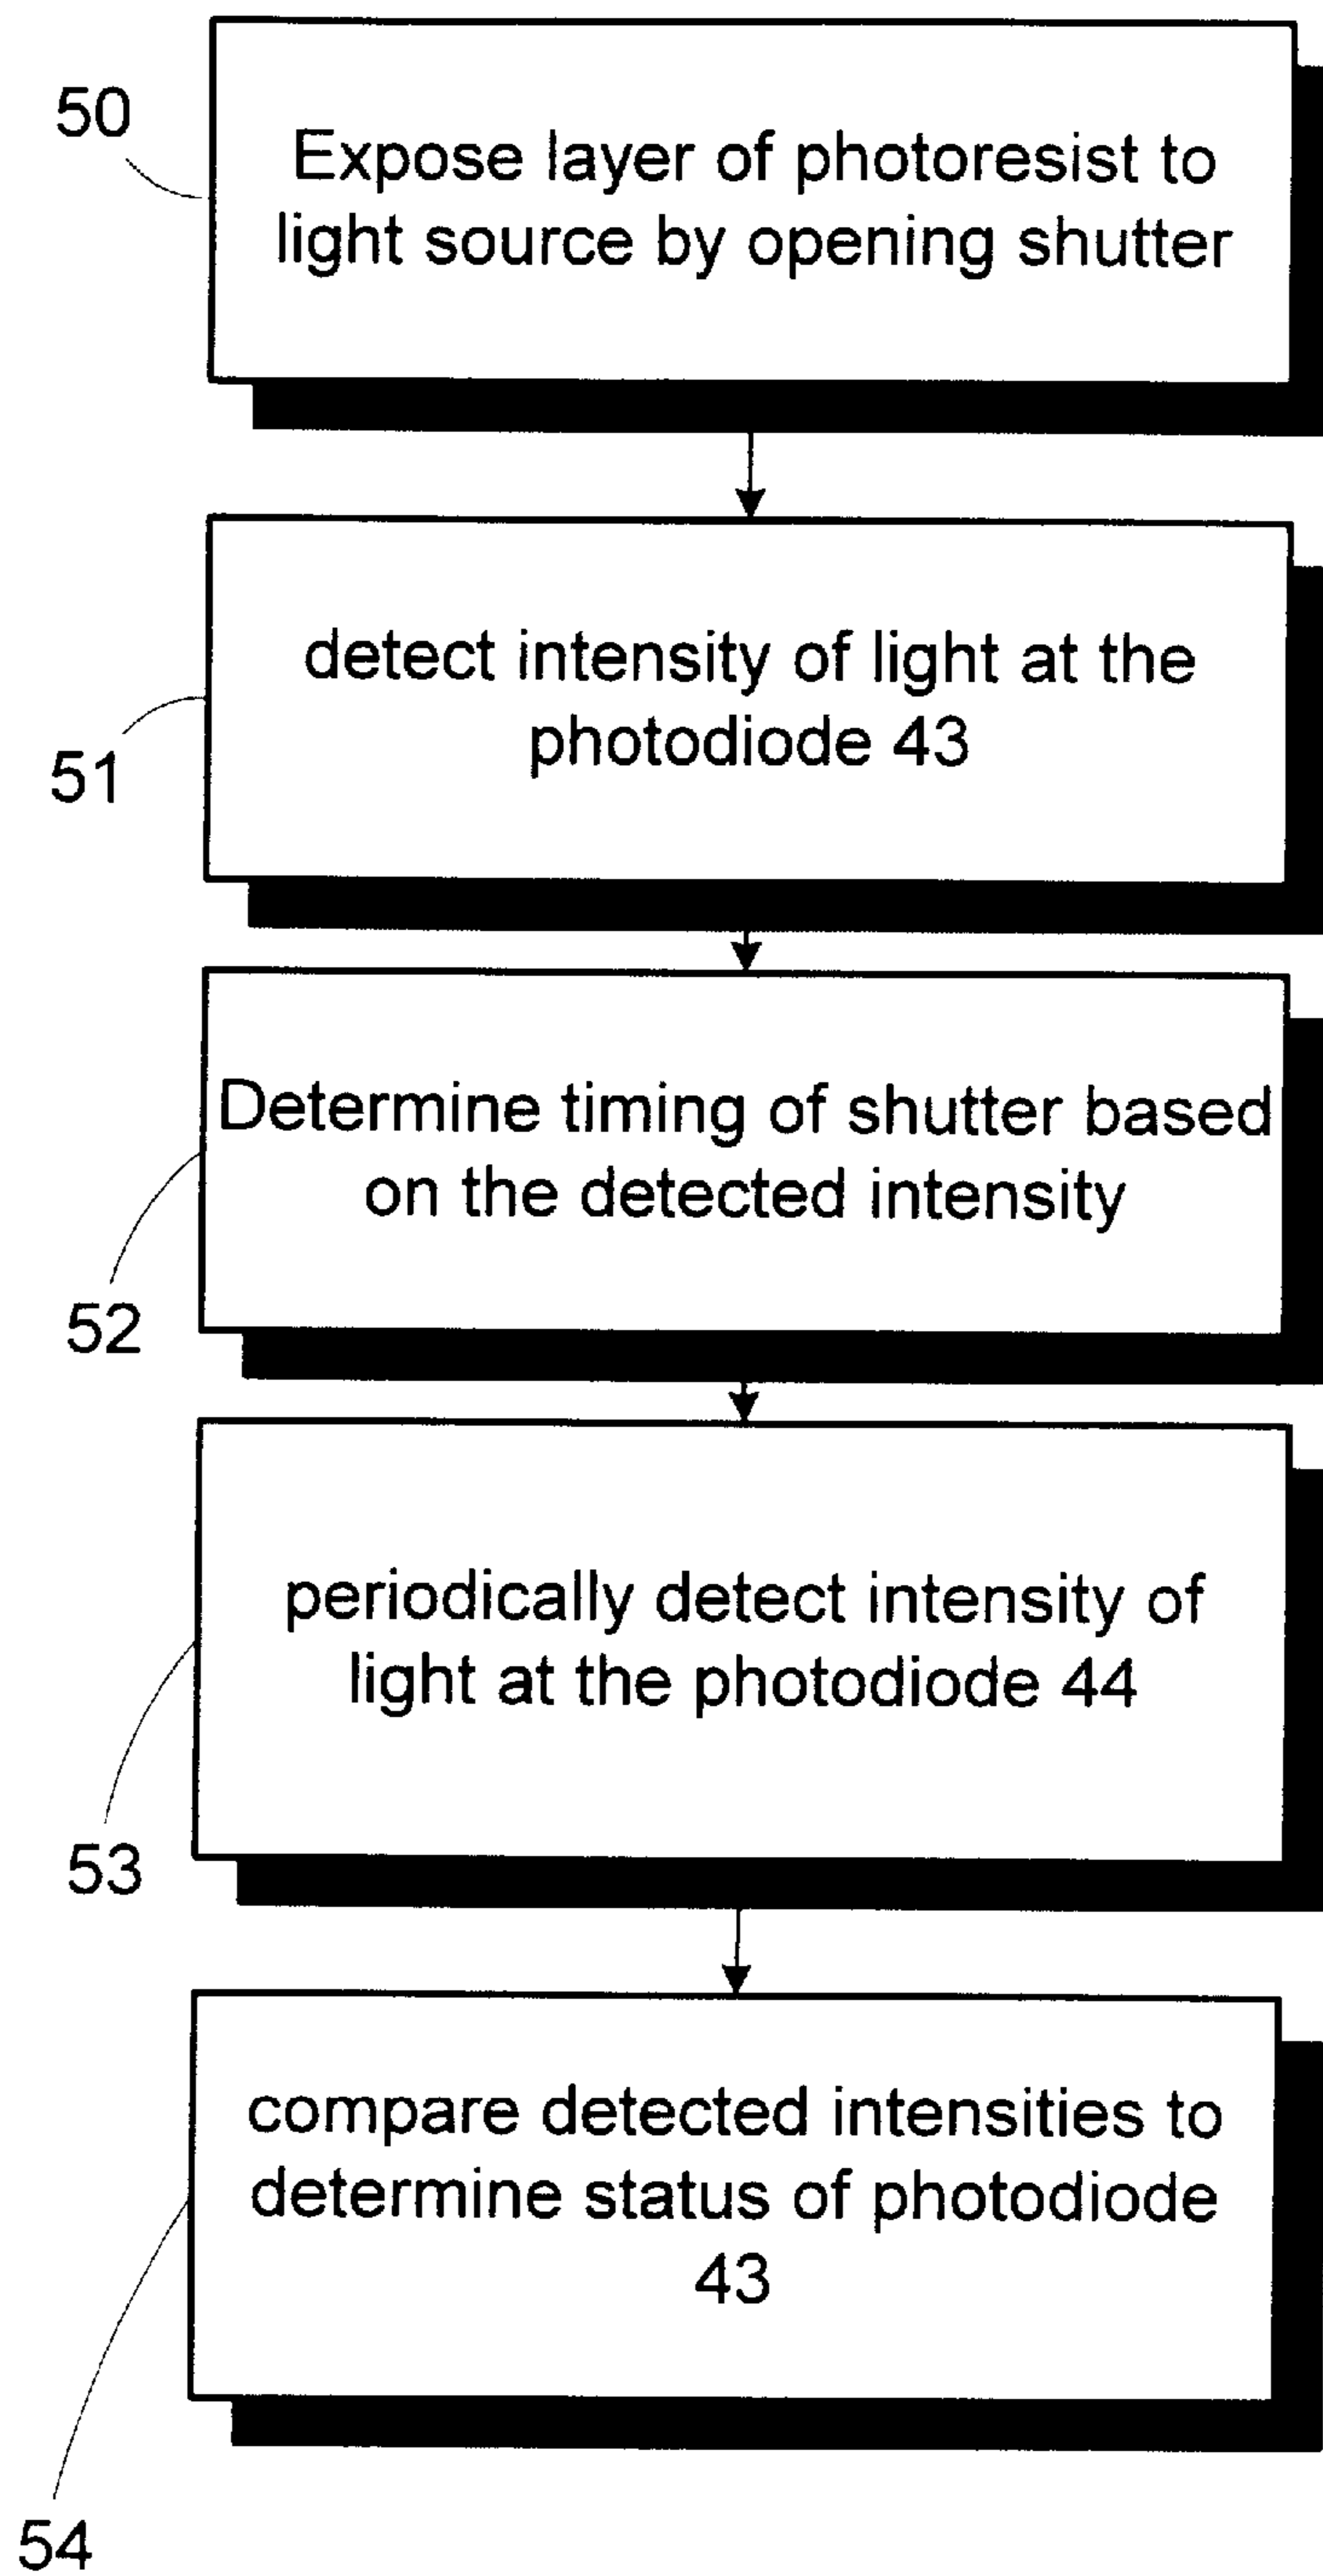 50
Expose layer of photoresist to
light source by opening shutter
detect intensity of light at the
photodiode 43
51
Determine timing of shutter based
on the detected intensity
52
periodically detect intensity of
light at the photodiode 44
53
compare detected intensities to
determine status of photodiode
43
54